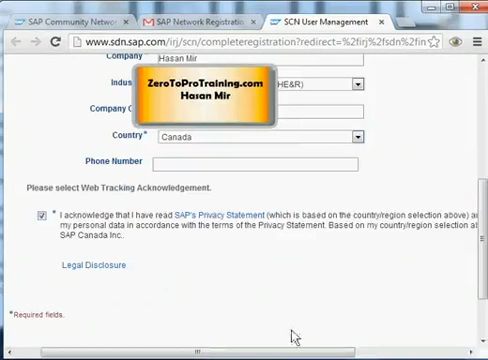 SAP Community Networ
SAP Network Registratio
SCN User Management
www.sdn.sap.com/irj/scn/completeregistration?redirect=%2firj%2fsdn%2fin
Company
Hasan Mir
Indus
HE&R)
ZeroToProTraining.com
Hasan Mir
Company C
Country*
Canada
Phone Number
Please select Web Tracking Acknowledgement.
* I acknowledge that I have read SAP's Privacy Statement (which is based on the country/region selection above) a
my personal data in accordance with the terms of the Privacy Statement. Based on my country/region selection
SAP Canada Inc..
Legal Disclosure
*Required fields.